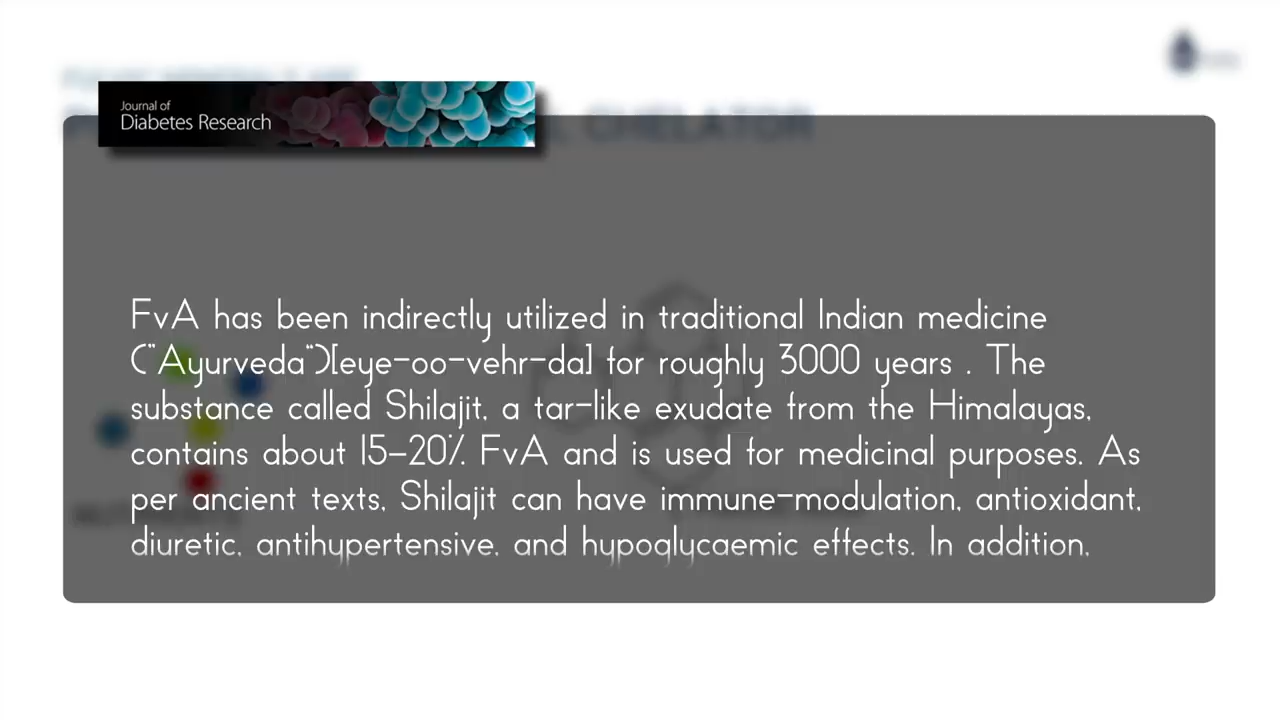 Journal of
Diabetes Research
CHELATOR
FvA has been indirectly utilized in traditional Indian medicine
("Ayurveda")[eye-oo-vehr-da] for roughly 3000 years . The
substance called Shilajit, a tar-like exudate from the Himalayas,
contains about 15-20% FvA and is used for medicinal purposes. As
per ancient texts, Shilajit can have immune-modulation, antioxidant,
diuretic, antihypertensive, and hypoglycaemic effects. In addition,